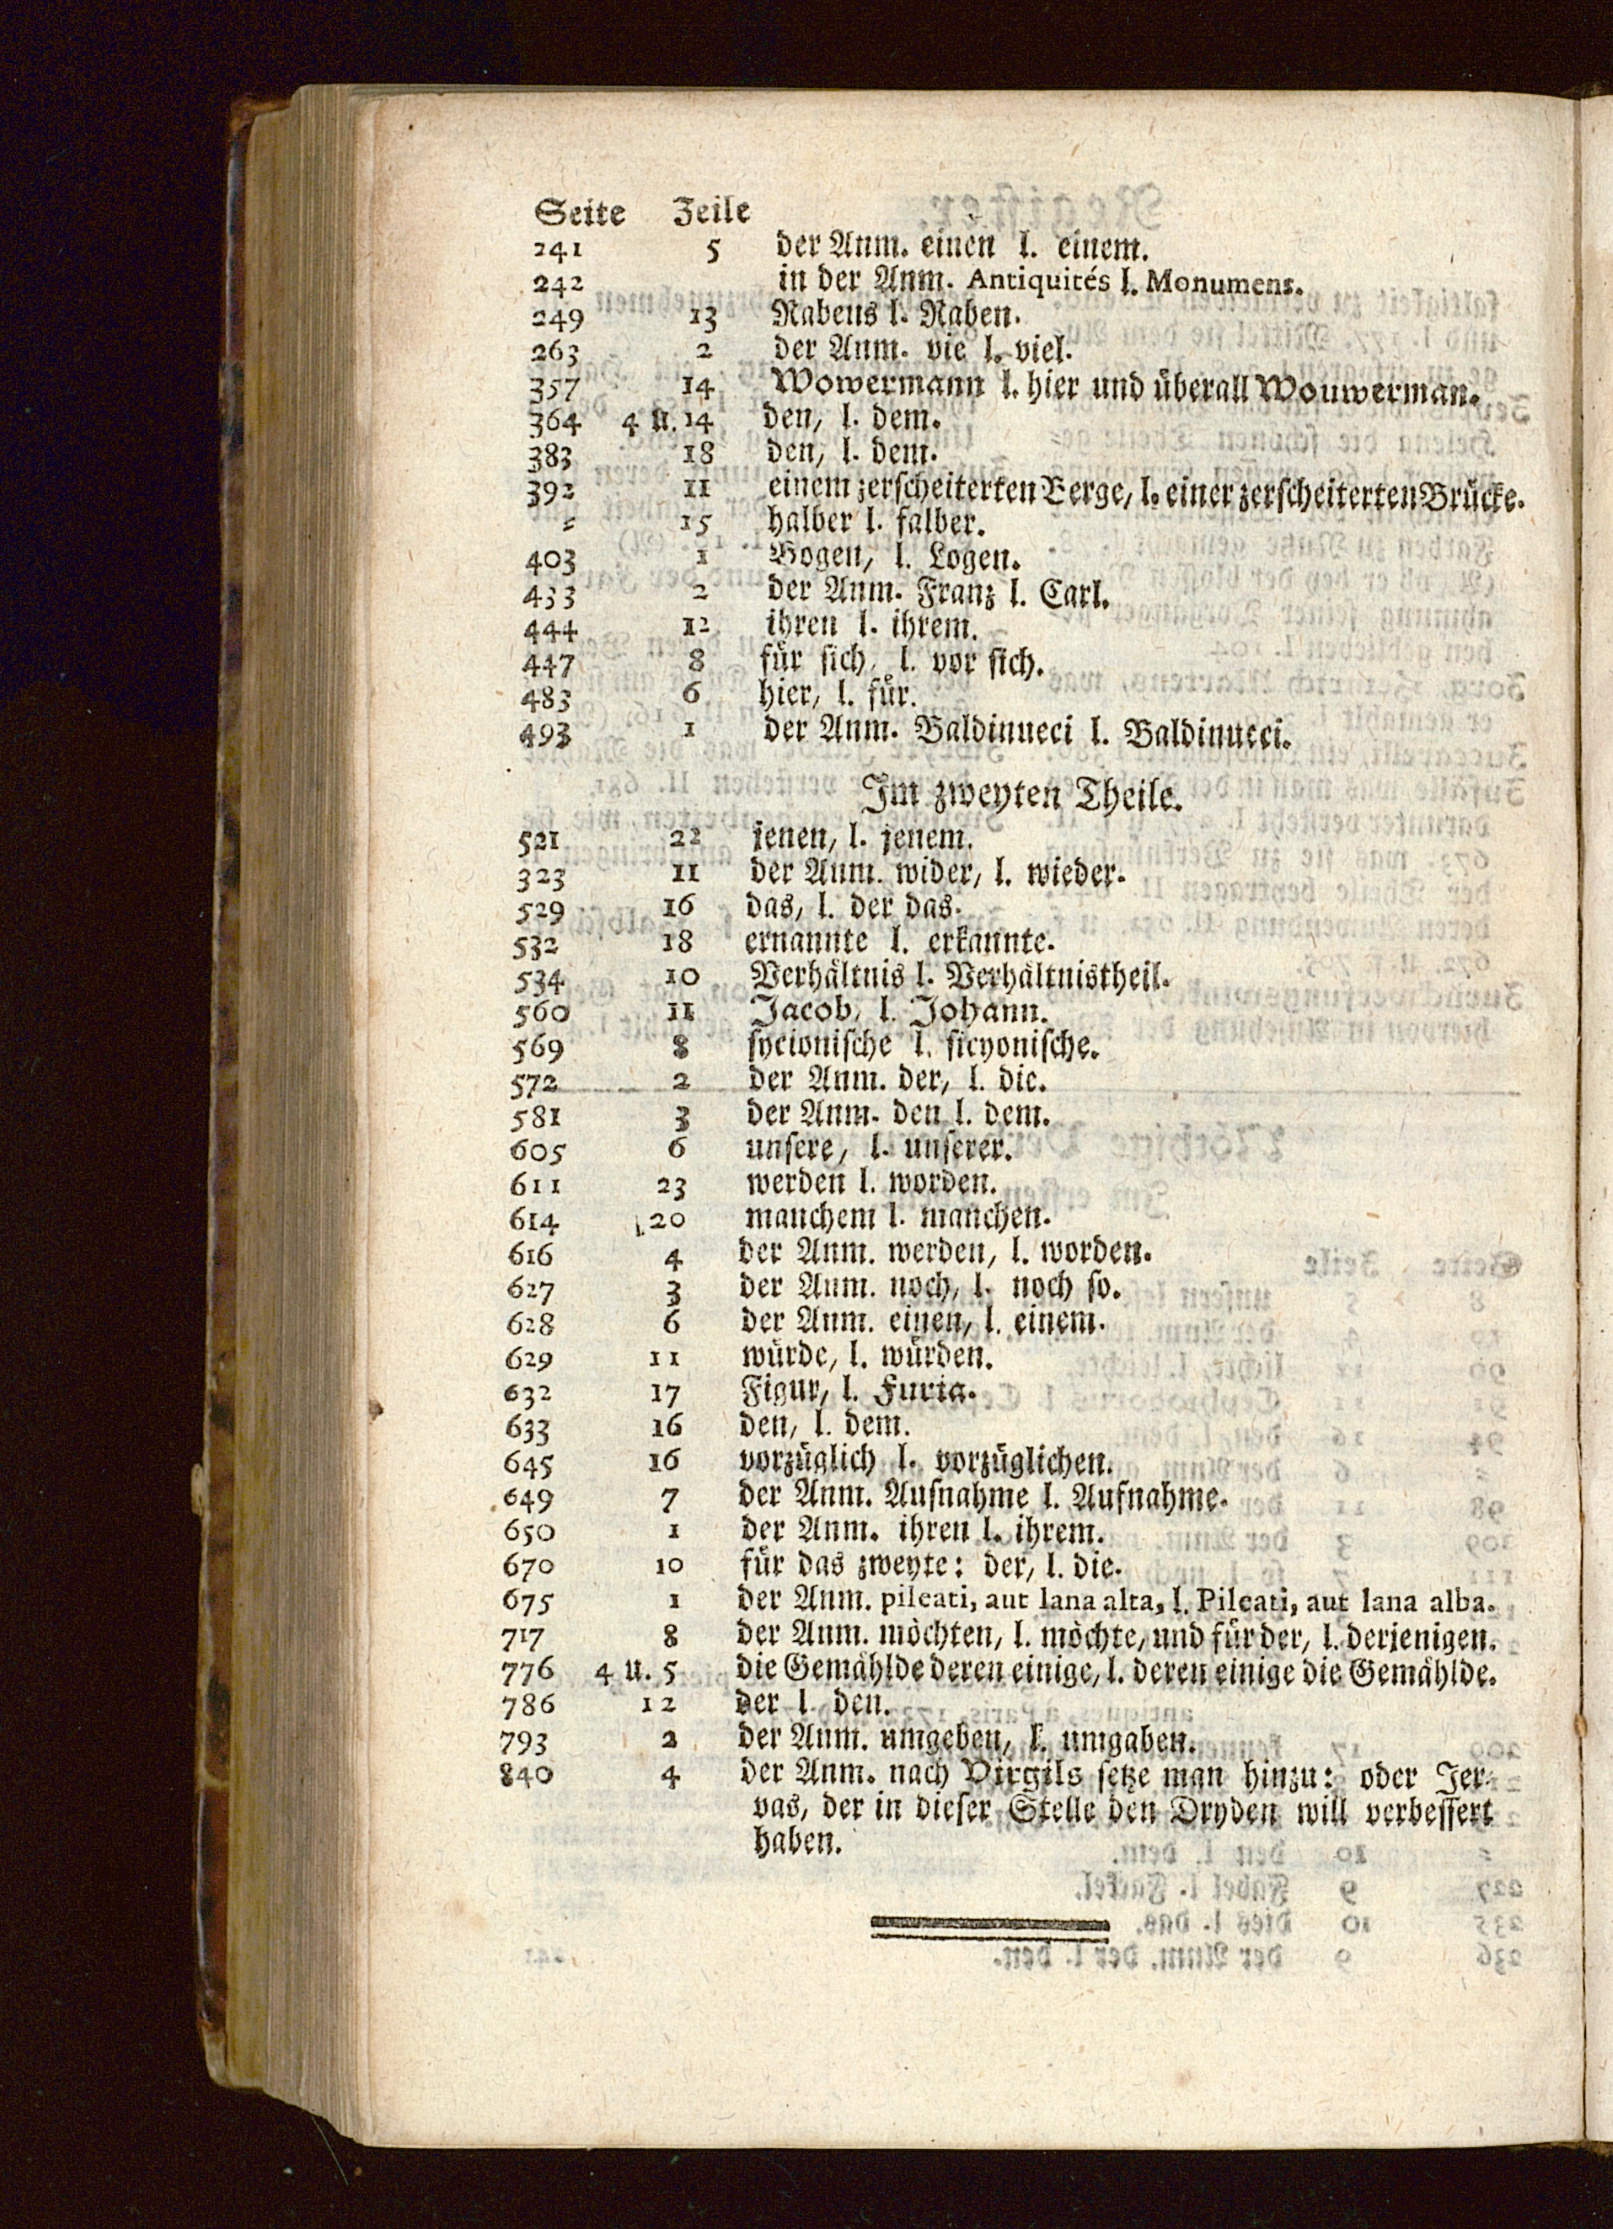 Seite Zeile
241 5 der Anm. einen l. einem.
242 in der Anm. Antiquités l. Monumens.
249 13 Rabens l. Raben.
263 2 der Anm. vie l. viel.
357 14 Wowermann l. hier und überall Wouwerman.
364 4 u. 14 den, l. dem.
383 18 den, l. dem.
392 11 einem zerscheiterten Berge, l. einer zerscheiterten Brücke.
= 15 halber l. falber.
403 1 Bogen, l. Logen.
433 2 der Anm. Franz l. Carl.
444 12 ihren l. ihrem.
447 8 für sich, l. vor sich.
483 6 hier, l. für.
493 1 der Anm. Baldinueci l. Baldinucci.
Im zweyten Theile.
521 22 jenen, l. jenem.
323 11 der Anm. wider, l. wieder.
529 16 das, l. der das.
532 18 ernannte l. erkannte.
534 10 Verhältnis l. Verhältnistheil.
560 11 Jacob, l. Johann.
569 8 sycionische l. sicyonische.
572 2 der Anm. der, l. die.
581 3 der Anm. den l. dem.
605 6 unsere, l. unserer.
611 23 werden l. worden.
614 20 manchem l. manchen.
616 4 der Anm. werden, l. worden.
627 3 der Anm. noch, l. noch so.
628 6 der Anm. einen, l. einem.
629 11 würde, l. würden.
632 17 Figur, l. Furia.
633 16 den, l. dem.
645 16 vorzüglich l. vorzüglichen.
649 7 der Anm. Ausnahme l. Aufnahme.
650 1 der Anm. ihren l. ihrem.
670 10 für das zweyte: der, l. die.
675 1 der Anm. pileati, aut lana alta, l. Pileati, aut lana alba.
717 8 der Anm. möchten, l. möchte, und für der, l. derjenigen.
776 4 u. 5 die Gemählde deren einige, l. deren einige die Gemählde.
786 12 der l. den.
793 2 der Anm. umgeben, l. umgaben.
840 4 der Anm. nach Virgils setze man hinzu: oder Jer-
vas, der in dieser Stelle den Dryden will verbessert
haben.